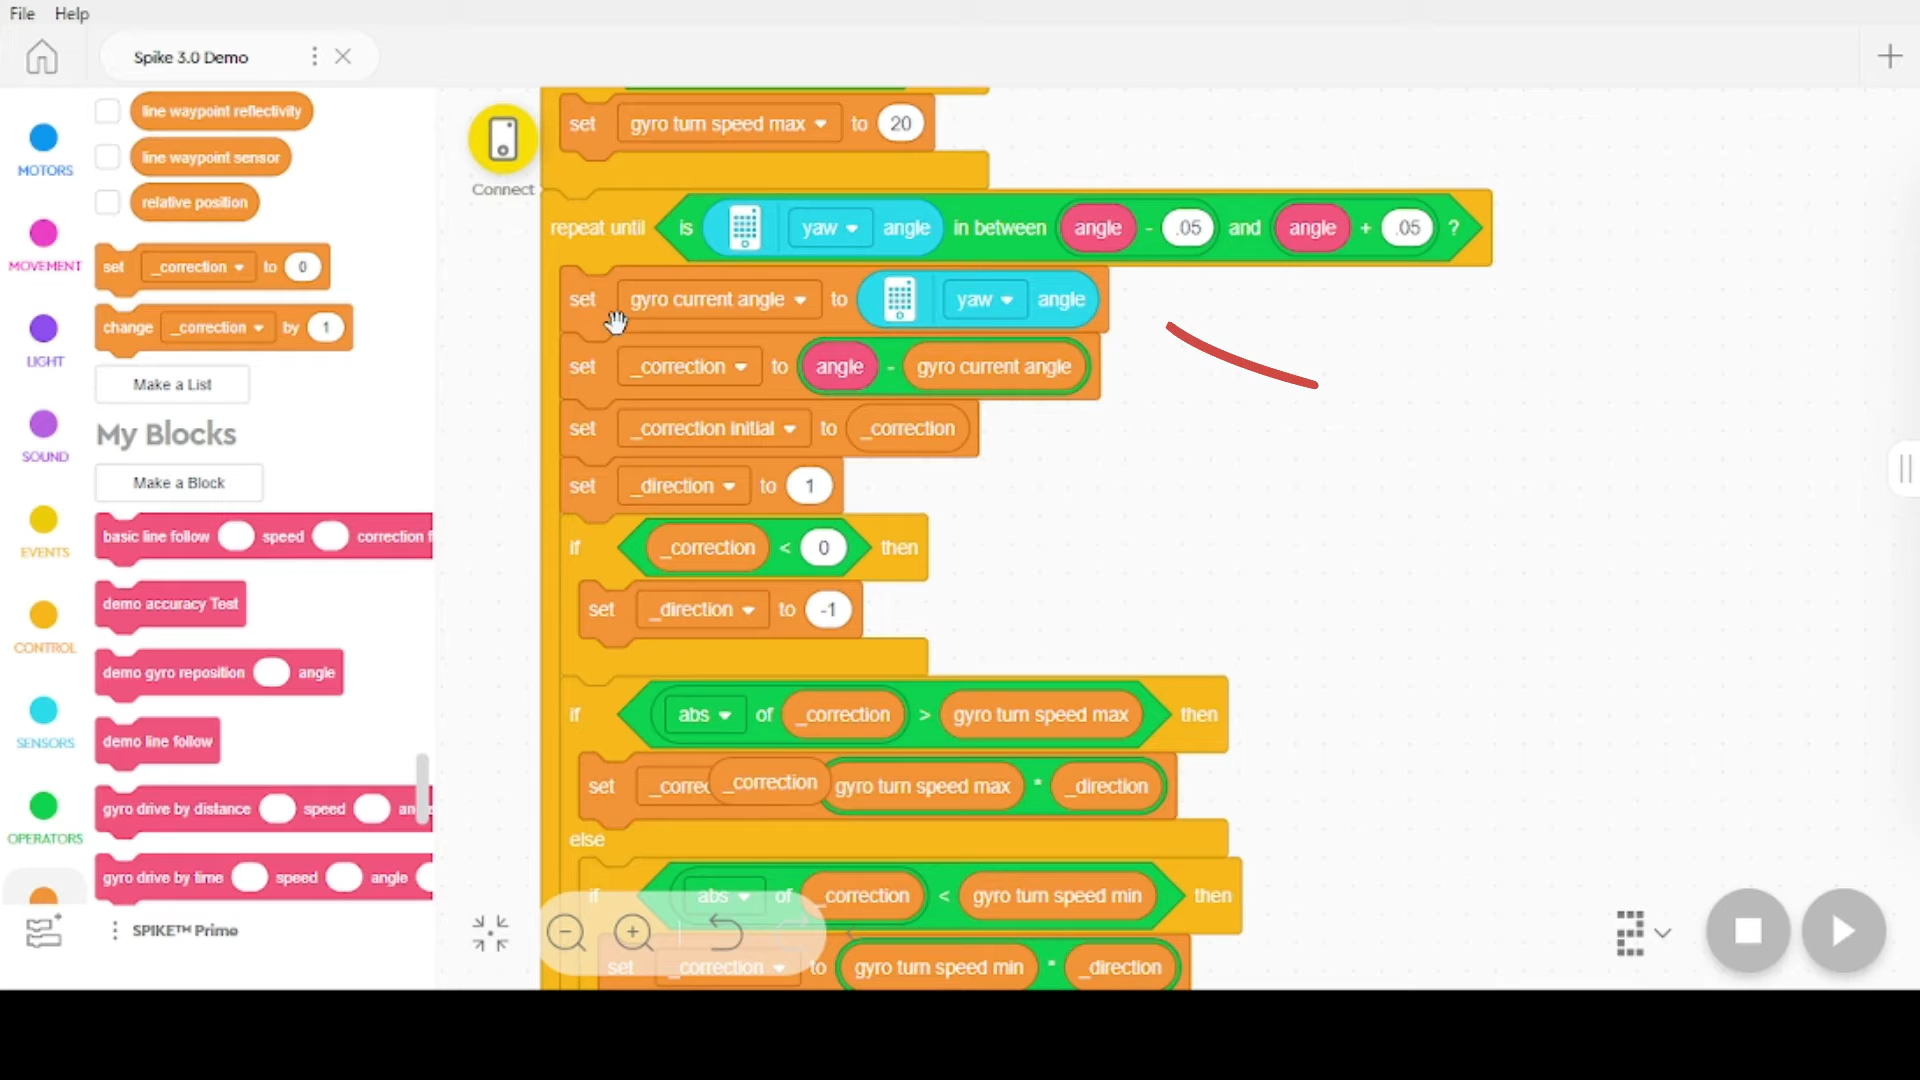 File Help
Spike 3.0 Demo
line waypoint reflectivity
line waypoint sensor
relative position
set _correction to 0
change _correction by 1
Make a List
My Blocks
Make a Block
basic line follow speed correction f
demo accuracy Test
demo gyro reposition angle
demo line follow
gyro drive by distance speed an
gyro drive by time speed angle
MOTORS
MOVEMENT
LIGHT
SOUND
EVENTS
CONTROL
SENSORS
OPERATORS
SPIKE™ Prime
Connect
set gyro turn speed max to 20
repeat until is yaw angle in between angle - .05 and angle + .05 ?
set gyro current angle to yaw angle
set _correction to angle - gyro current angle
set _correction initial to _correction
set _direction to 1
if _correction < 0 then
set _direction to -1
if abs of _correction > gyro turn speed max then
set _correc _correction gyro turn speed max * _direction
else
if abs of _correction < gyro turn speed min then
set _correction to gyro turn speed min * _direction